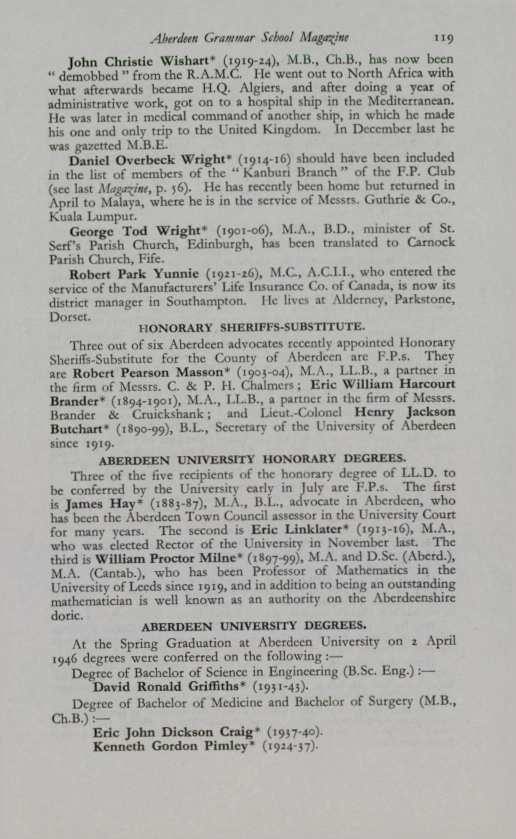 Aberdeen Grammar School Magazine 119
John Christie Wishart* (1919-24), M.B., Ch.B., has now been
“ demobbed ” from the R.A.M.C. He went out to North Africa with
what afterwards became H.Q. Algiers, and after doing a year of
administrative work, got on to a hospital ship in the Mediterranean.
He was later in medical command of another ship, in which he made
his one and only trip to the United Kingdom. In December last he
was gazetted M.B.E.
Daniel Overbeck Wright* (1914-16) should have been included
in the list of members of the “ Kanburi Branch ” of the F.P. Club
(see last Magazine, p. 56). He has recently been home but returned in
April to Malaya, where he is in the service of Messrs. Guthrie & Co.,
Kuala Lumpur.
George Tod Wright* (1901-06), M.A., B.D., minister of St.
Serf's Parish Church, Edinburgh, has been translated to Carnock
Parish Church, Fife.
Robert Park Yunnie (1921-26), M.C., A.C.I.I., who entered the
service of the Manufacturers' Life Insurance Co. of Canada, is now its
district manager in Southampton. He lives at Alderney, Parkstone,
Dorset.
HONORARY SHERIFFS-SUBSTITUTE.
Three out of six Aberdeen advocates recently appointed Honorary
Sheriffs-Substitute for the County of Aberdeen are F.P.s. They
are Robert Pearson Masson* (1903-04), M.A., LL.B., a partner in
the firm of Messrs. C. & P. H. Chalmers ; Eric William Harcourt
Brander* (1894-1901), M.A., LL.B., a partner in the firm of Messrs.
Brander & Cruickshank ; and Lieut.-Colonel Henry Jackson
Butchart* (1890-99), B.L., Secretary of the University of Aberdeen
since 1919.
ABERDEEN UNIVERSITY HONORARY DEGREES.
Three of the five recipients of the honorary degree of LL.D. to
be conferred by the University early in July are F.P.s. The first
is James Hay* (1883-87), M.A., B.L., advocate in Aberdeen, who
has been the Aberdeen Town Council assessor in the University Court
for many years. The second is Eric Linklater* (1913-16), M.A.,
who was elected Rector of the University in November last. The
third is William Proctor Milne* (1897-99), M.A. and D.Sc. (Aberd.),
M.A. (Cantab.), who has been Professor of Mathematics in the
University of Leeds since 1919, and in addition to being an outstanding
mathematician is well known as an authority on the Aberdeenshire
doric.
ABERDEEN UNIVERSITY DEGREES.
At the Spring Graduation at Aberdeen University on 2 April
1946 degrees were conferred on the following :—
Degree of Bachelor of Science in Engineering (B.Sc. Eng.) :—
David Ronald Griffiths* (1931-43).
Degree of Bachelor of Medicine and Bachelor of Surgery (M.B.,
Ch.B.) :—
Eric John Dickson Craig* (1937-40).
Kenneth Gordon Pimley* (1924-37).